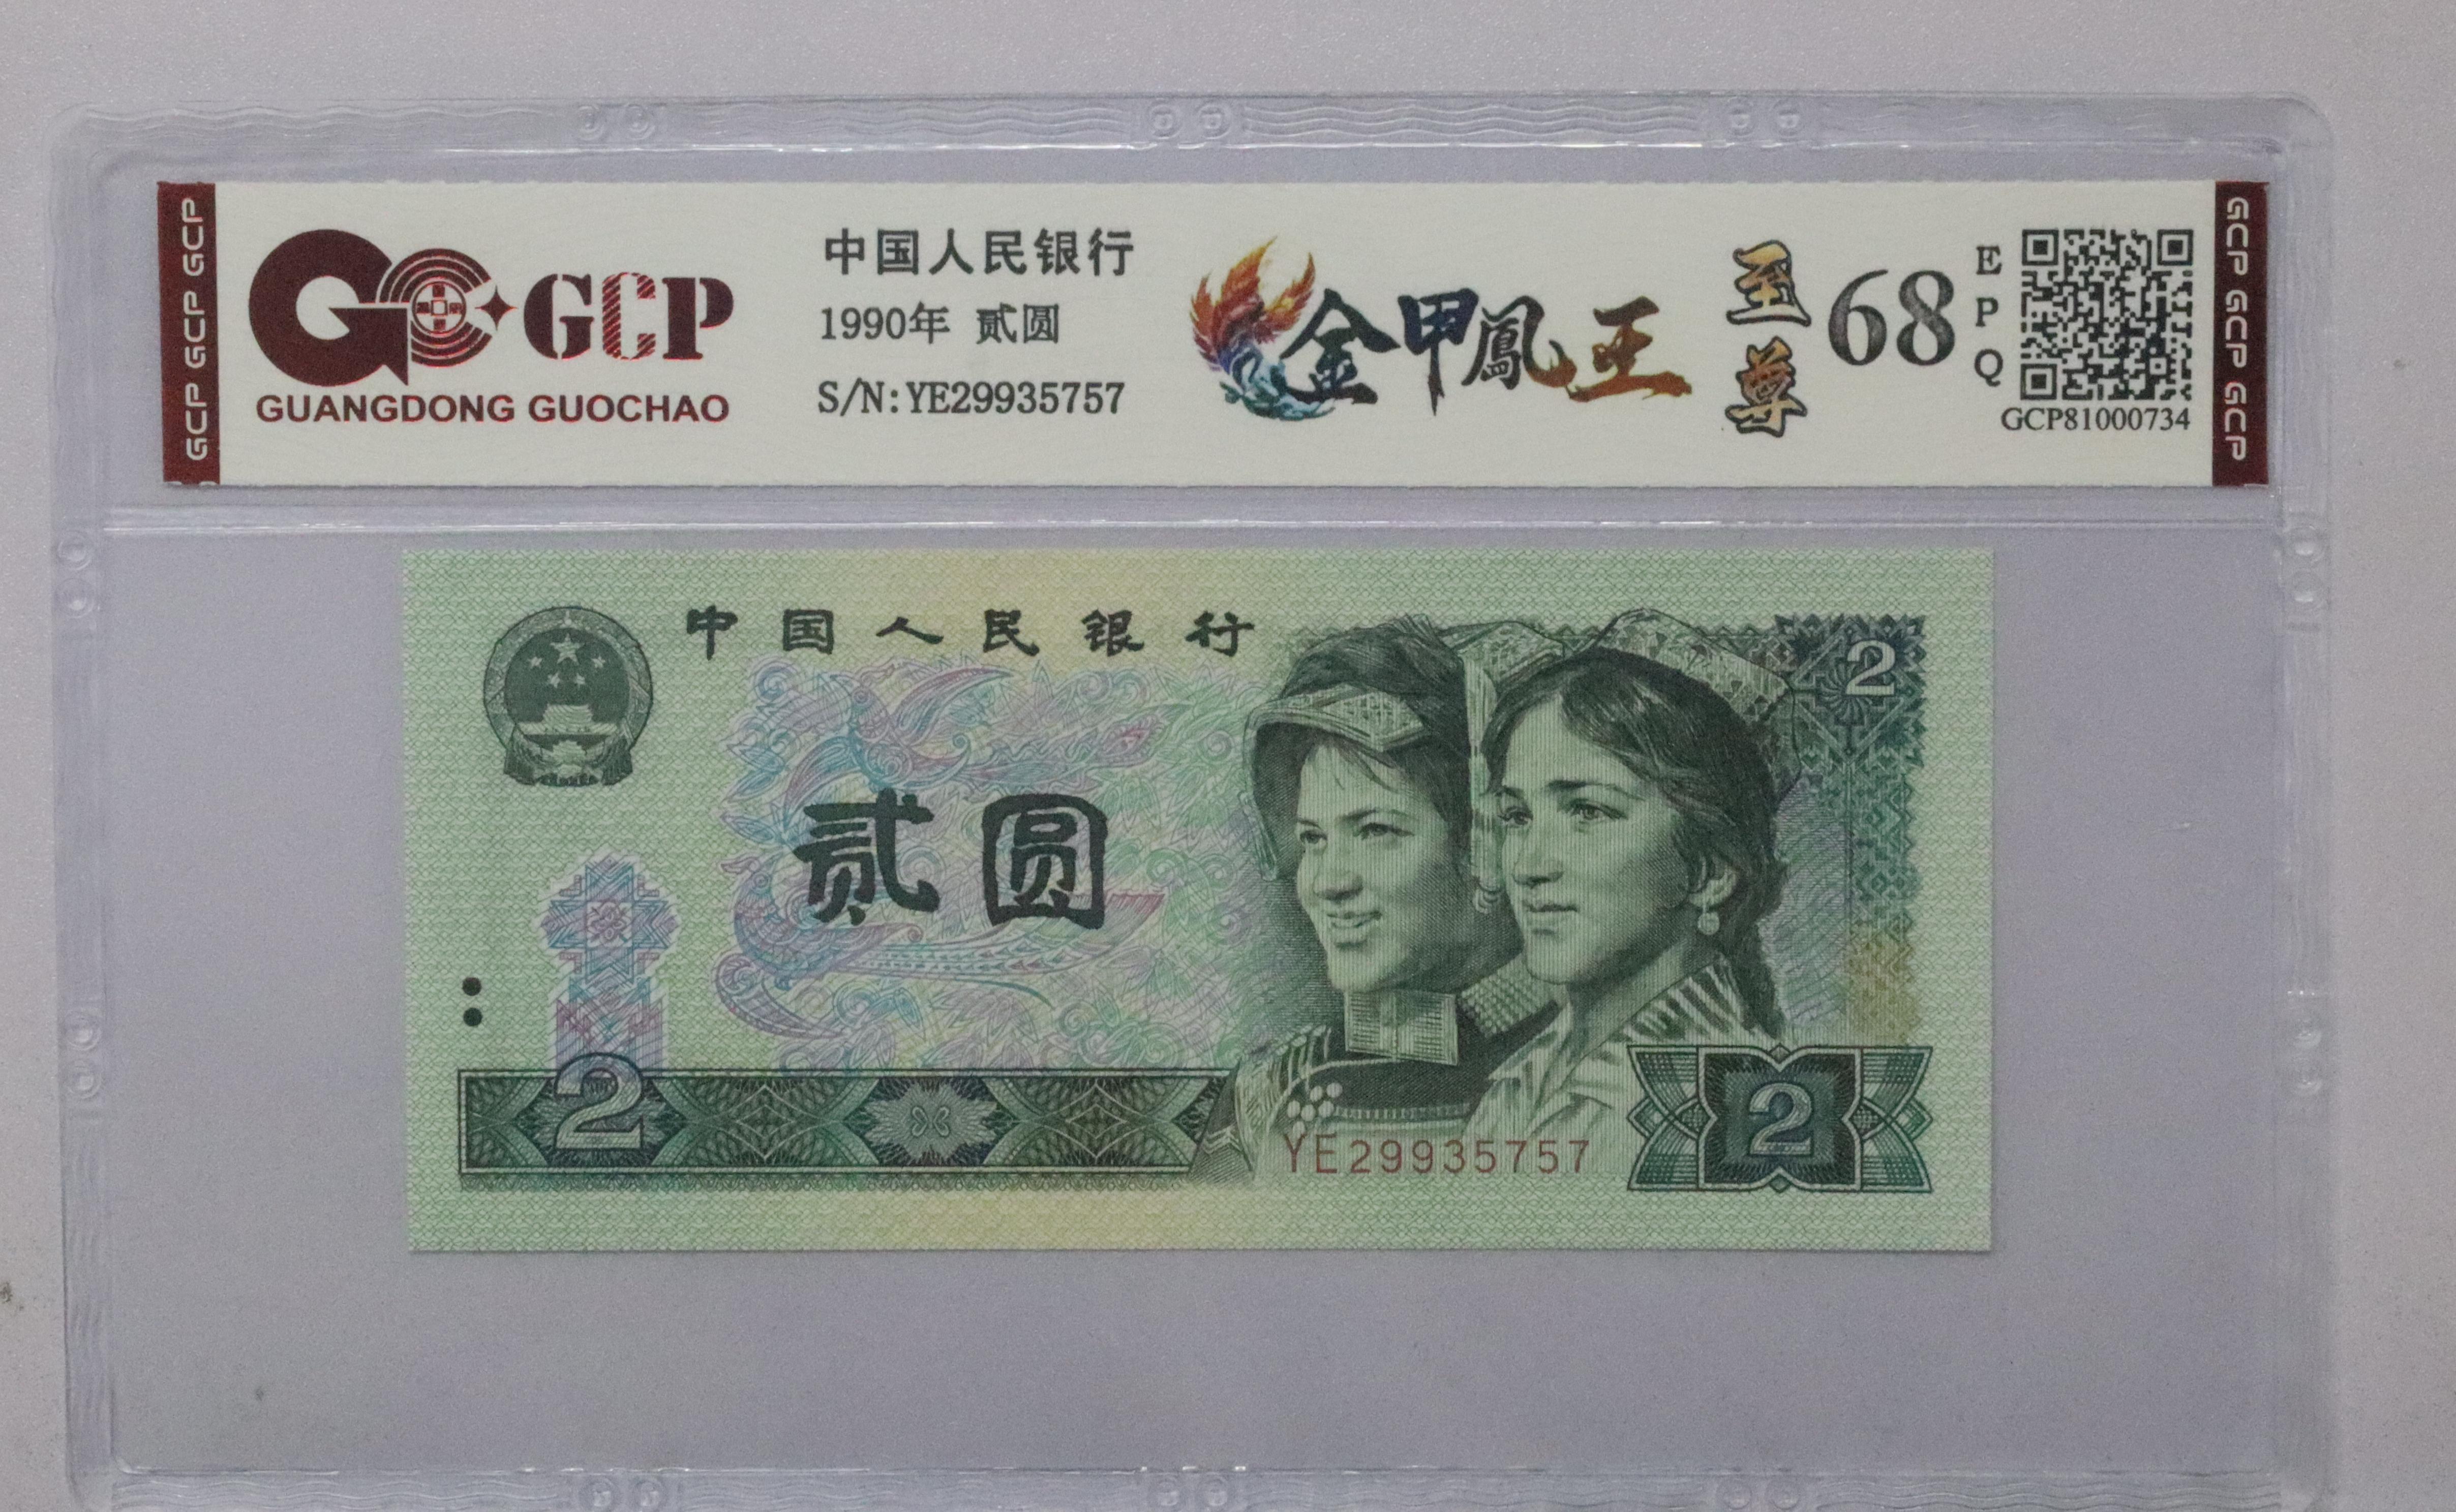 GCP GCP GCP
GCP
GUANGDONG GUOCHAO
中国人民银行
1990年 贰圆
S/N:YE29935757
金甲鳳王
至尊
68
EPQ
GCP81000734
GCP GCP GCP
中国人民银行
2
贰圆
2
YE29935757
2